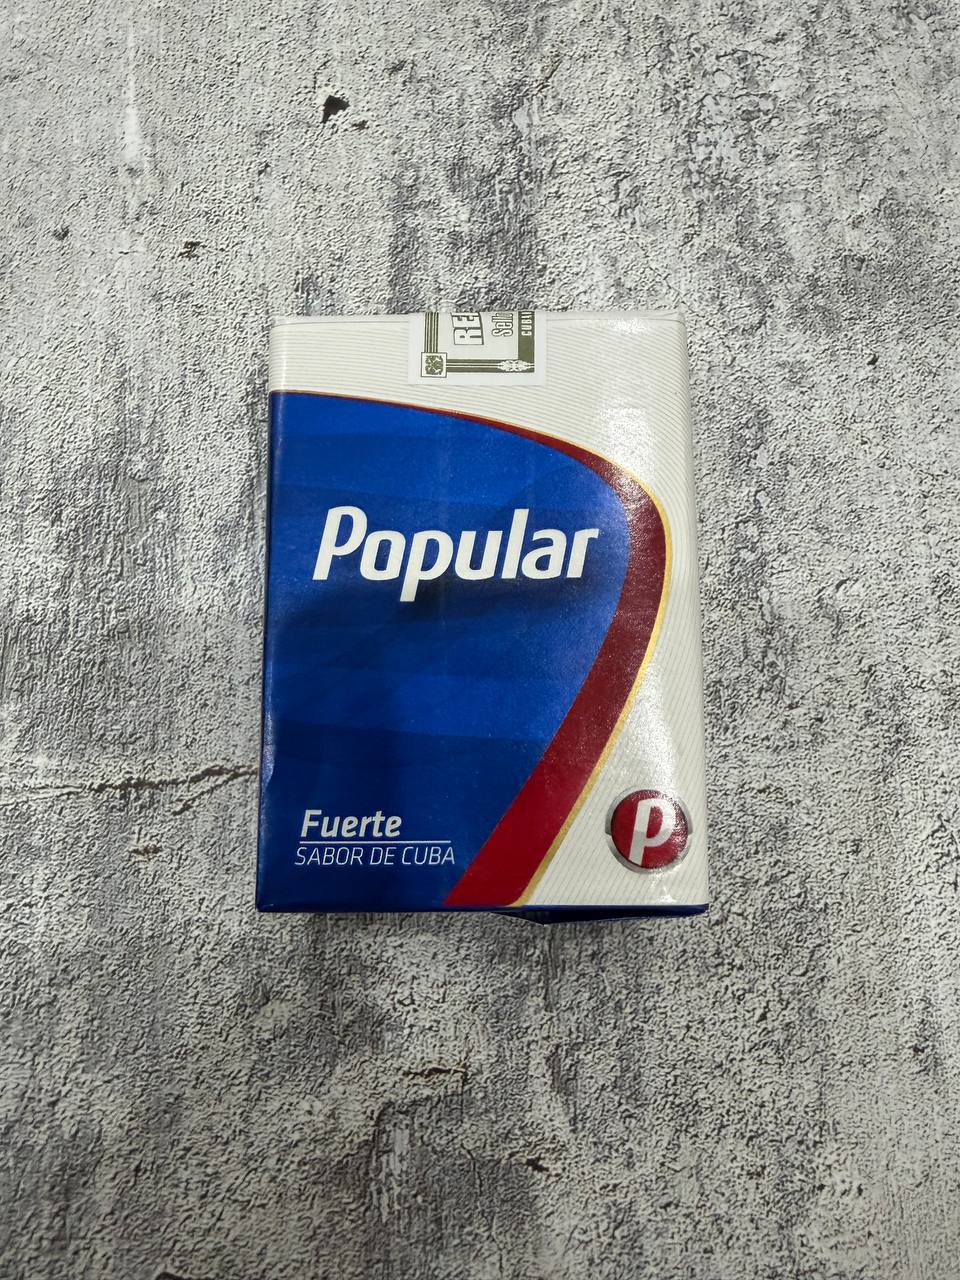 Popular
Fuerte
SABOR DE CUBA
P